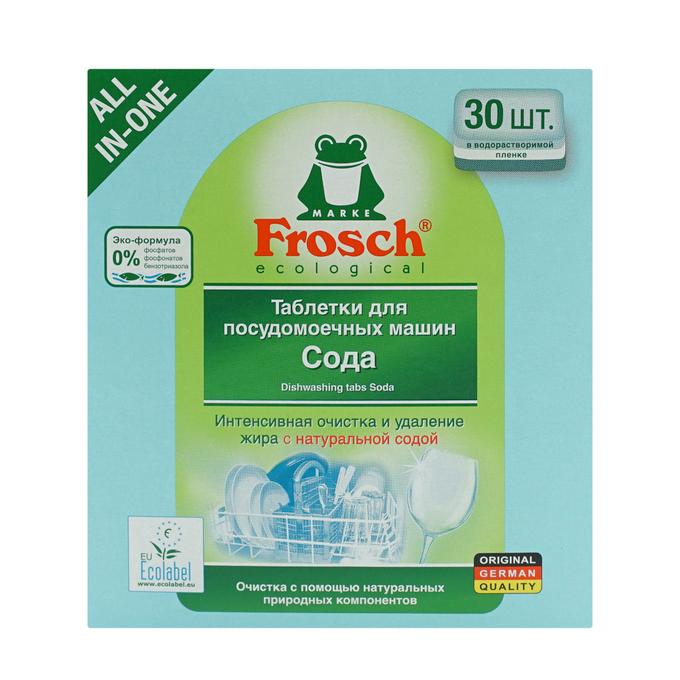 ALL
IN-ONE
30 шт.
в водорастворимой
пленке
MARKE
Frosch®
ecological
Эко-формула
0% фосфатов
фосфонатов
бензотриазола
Таблетки для
посудомоечных машин
Сода
Dishwashing tabs Soda
Интенсивная очистка и удаление
жира с натуральной содой
EU
Ecolabel
www.ecolabel.eu
ORIGINAL
GERMAN
QUALITY
Очистка с помощью натуральных
природных компонентов